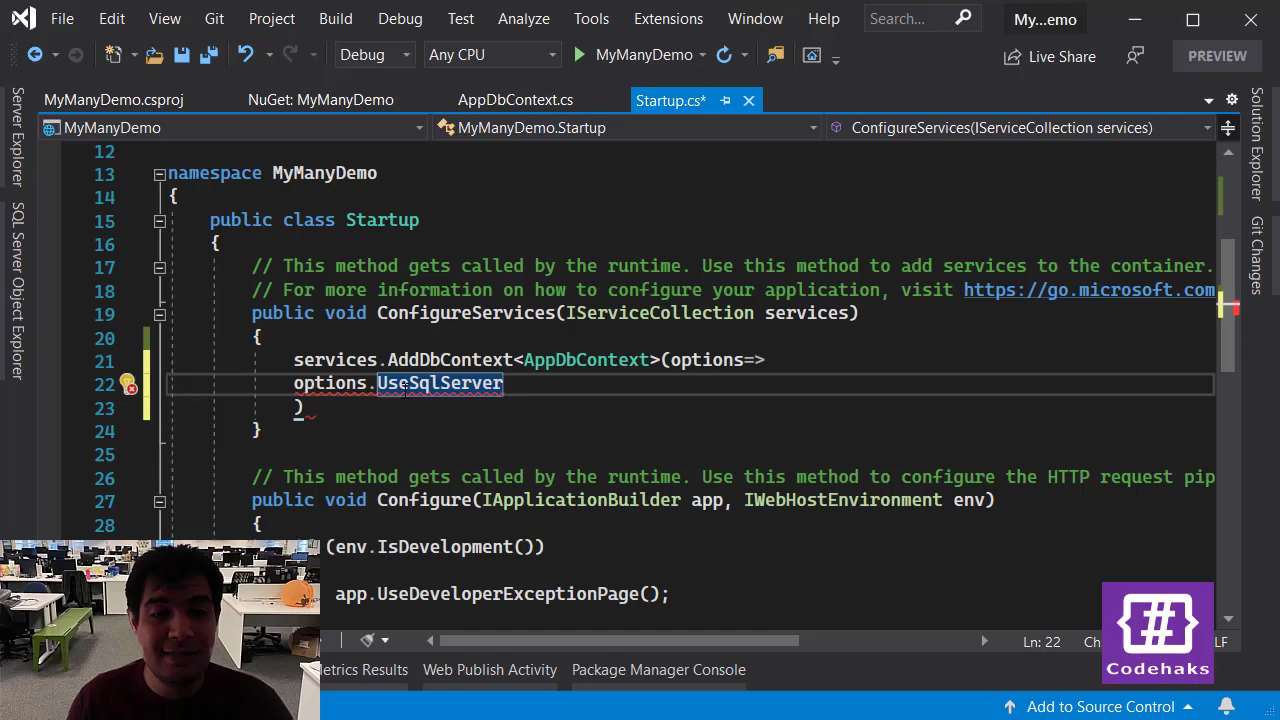 File Edit View Git Project Build Debug Test Analyze Tools Extensions Window Help Search... My...emo
Debug Any CPU MyManyDemo Live Share PREVIEW
MyManyDemo.csproj NuGet: MyManyDemo AppDbContext.cs Startup.cs*
MyManyDemo MyManyDemo.Startup ConfigureServices(IServiceCollection services)
Server Explorer
SQL Server Object Explorer
Solution Explorer
Git Changes
12
13 namespace MyManyDemo
14 {
15 public class Startup
16 {
17 // This method gets called by the runtime. Use this method to add services to the container.
18 // For more information on how to configure your application, visit https://go.microsoft.com
19 public void ConfigureServices(IServiceCollection services)
20 {
21 services.AddDbContext<AppDbContext>(options=>
22 options.UseSqlServer
23 )
24 }
25
26 // This method gets called by the runtime. Use this method to configure the HTTP request pip
27 public void Configure(IApplicationBuilder app, IWebHostEnvironment env)
28 {
(env.IsDevelopment())
app.UseDeveloperExceptionPage();
Ln: 22 Ch: LF
etrics Results Web Publish Activity Package Manager Console
Add to Source Control
#
Codehaks